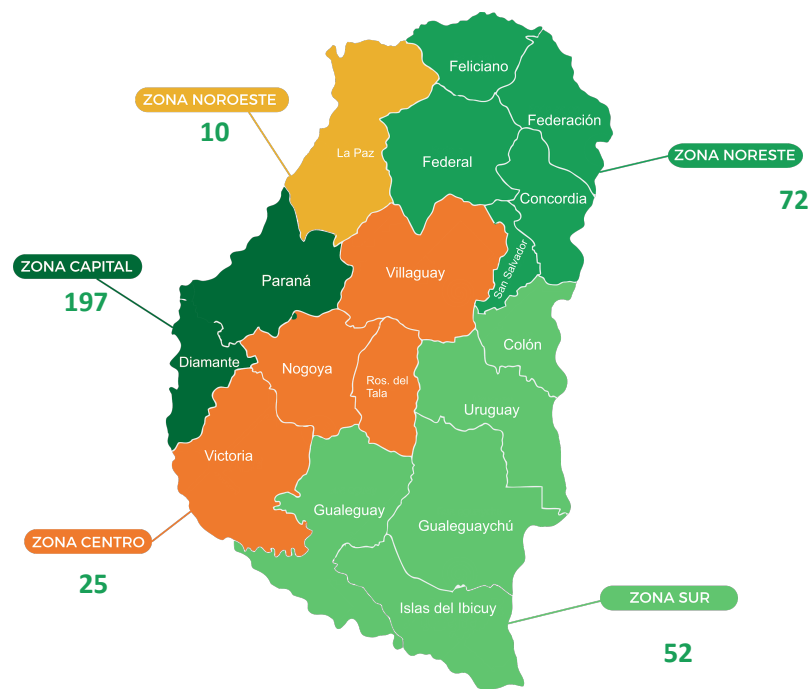 Feliciano
ZONA NOROESTE
10
Federación
La Paz
Federal
ZONA NORESTE
72
Concordia
San Salvador
ZONA CAPITAL
197
Paraná
Villaguay
Colón
Diamante
Nogoya
Ros. del
Tala
Uruguay
Victoria
Gualeguay
Gualeguaychú
ZONA CENTRO
25
Islas del Ibicuy
ZONA SUR
52